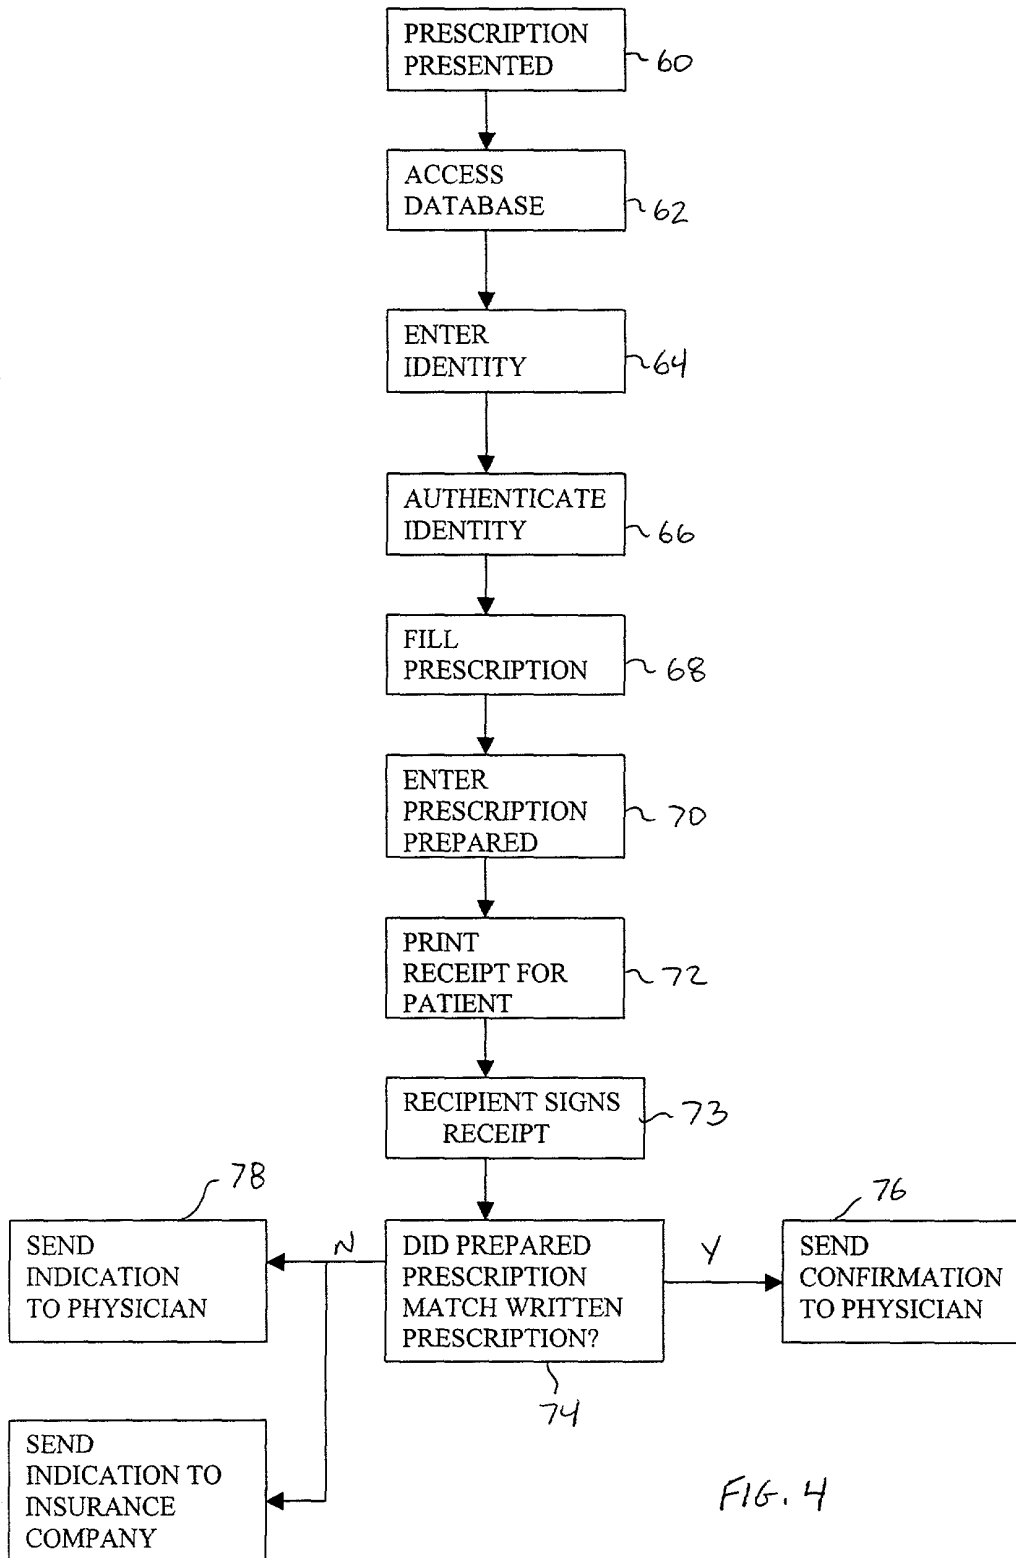 PRESCRIPTION
PRESENTED
60
ACCESS
DATABASE
62
ENTER
IDENTITY
64
AUTHENTICATE
IDENTITY
66
FILL
PRESCRIPTION
68
ENTER
PRESCRIPTION
PREPARED
70
PRINT
RECEIPT FOR
PATIENT
72
RECIPIENT SIGNS
RECEIPT
73
78
SEND
INDICATION
TO PHYSICIAN
N
DID PREPARED
PRESCRIPTION
MATCH WRITTEN
PRESCRIPTION?
74
Y
76
SEND
CONFIRMATION
TO PHYSICIAN
SEND
INDICATION TO
INSURANCE
COMPANY
FIG. 4